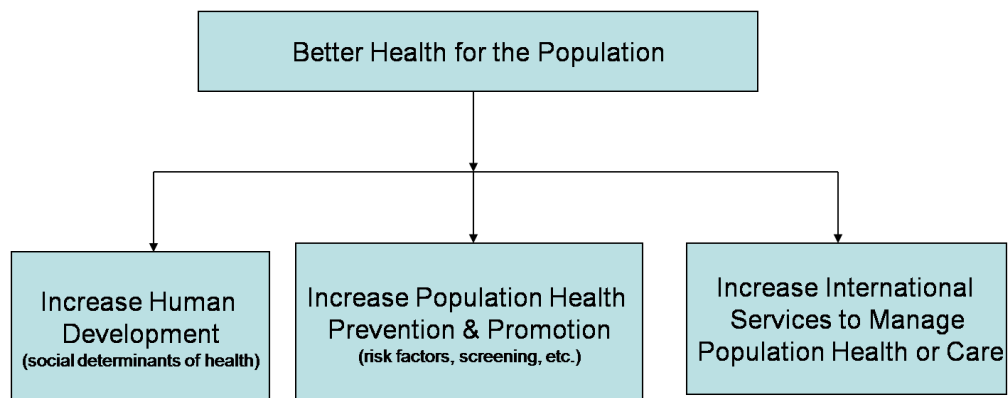 Better Health for the Population
Increase Human
Development
(social determinants of health)
Increase Population Health
Prevention & Promotion
(risk factors, screening, etc.)
Increase International
Services to Manage
Population Health or Care